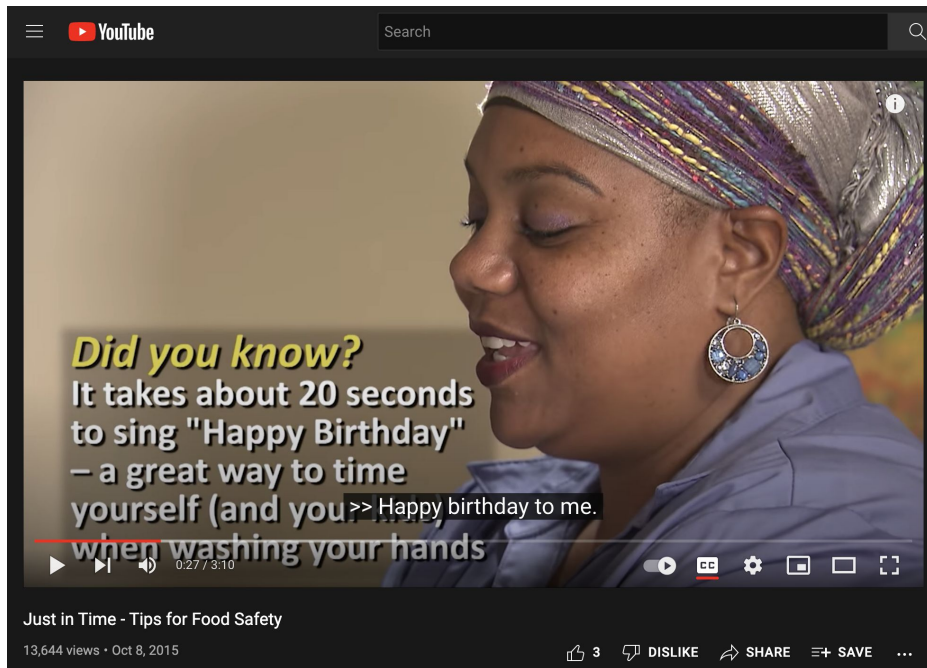 YouTube
Search
i
Did you know?
It takes about 20 seconds
to sing "Happy Birthday"
– a great way to time
yourself (and your kids)
>> Happy birthday to me.
when washing your hands
0:27 / 3:10
CC
Just in Time - Tips for Food Safety
13,644 views • Oct 8, 2015
3 DISLIKE SHARE SAVE ...